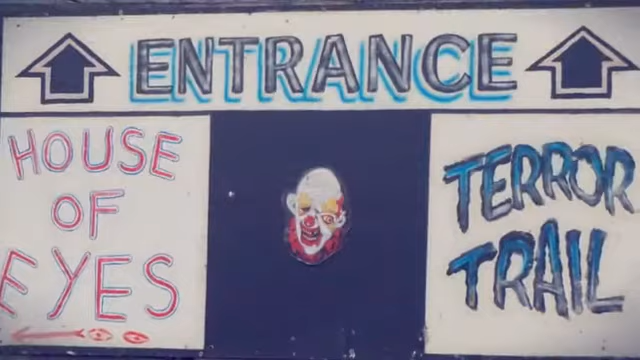 ENTRANCE
HOUSE
OF
EYES
TERROR
TRAIL